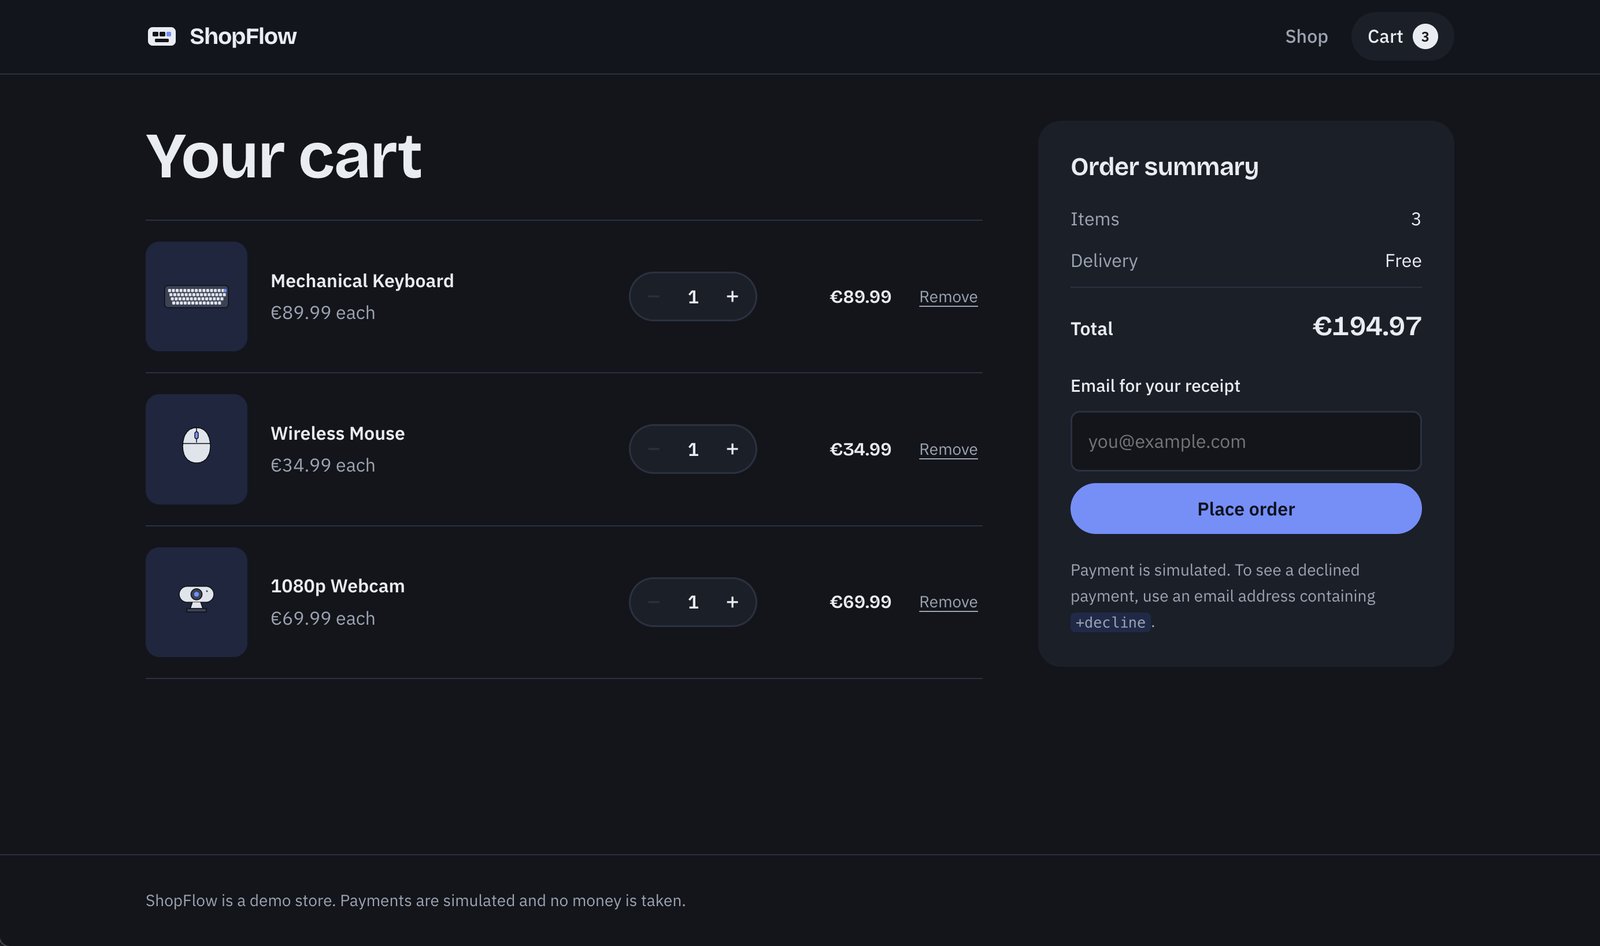 ShopFlow
Shop
Cart 3
Your cart
Mechanical Keyboard
€89.99 each
− 1 +
€89.99
Remove
Wireless Mouse
€34.99 each
− 1 +
€34.99
Remove
1080p Webcam
€69.99 each
− 1 +
€69.99
Remove
Order summary
Items 3
Delivery Free
Total €194.97
Email for your receipt
you@example.com
Place order
Payment is simulated. To see a declined
payment, use an email address containing
+decline.
ShopFlow is a demo store. Payments are simulated and no money is taken.